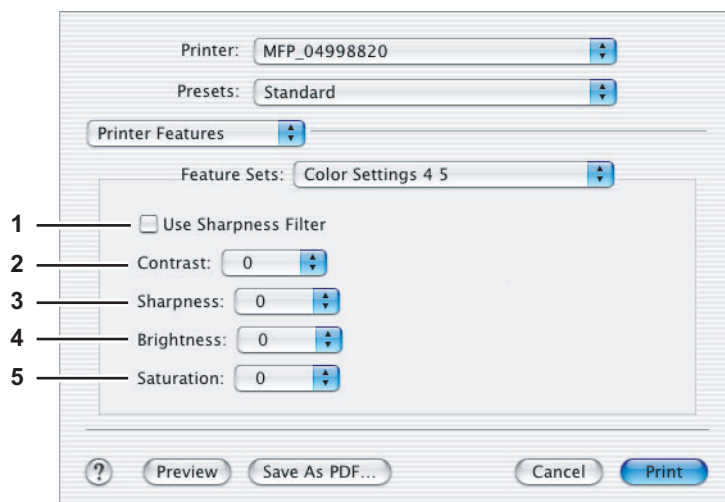 Printer: MFP_04998820
Presets: Standard
Printer Features
Feature Sets: Color Settings 4 5
1 Use Sharpness Filter
2 Contrast: 0
3 Sharpness: 0
4 Brightness: 0
5 Saturation: 0
? Preview Save As PDF... Cancel Print